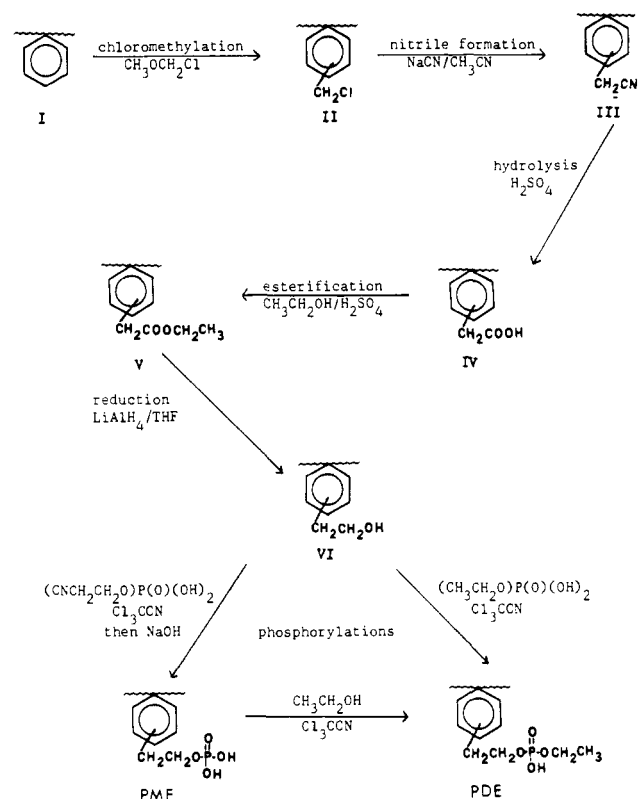 chloromethylation
CH3OCH2Cl
nitrile formation
NaCN/CH3CN
CH2Cl
CH2CN
I
II
III
hydrolysis
H2SO4
esterification
CH3CH2OH/H2SO4
CH2COOCH2CH3
CH2COOH
V
IV
reduction
LiAlH4/THF
CH2CH2OH
VI
(CNCH2CH2O)P(O)(OH)2
Cl3CCN
then NaOH
phosphorylations
(CH3CH2O)P(O)(OH)2
Cl3CCN
CH3CH2OH
Cl3CCN
O
CH2CH2O-P-OH
OH
O
CH2CH2O-P-OCH2CH3
OH
PME
PDE